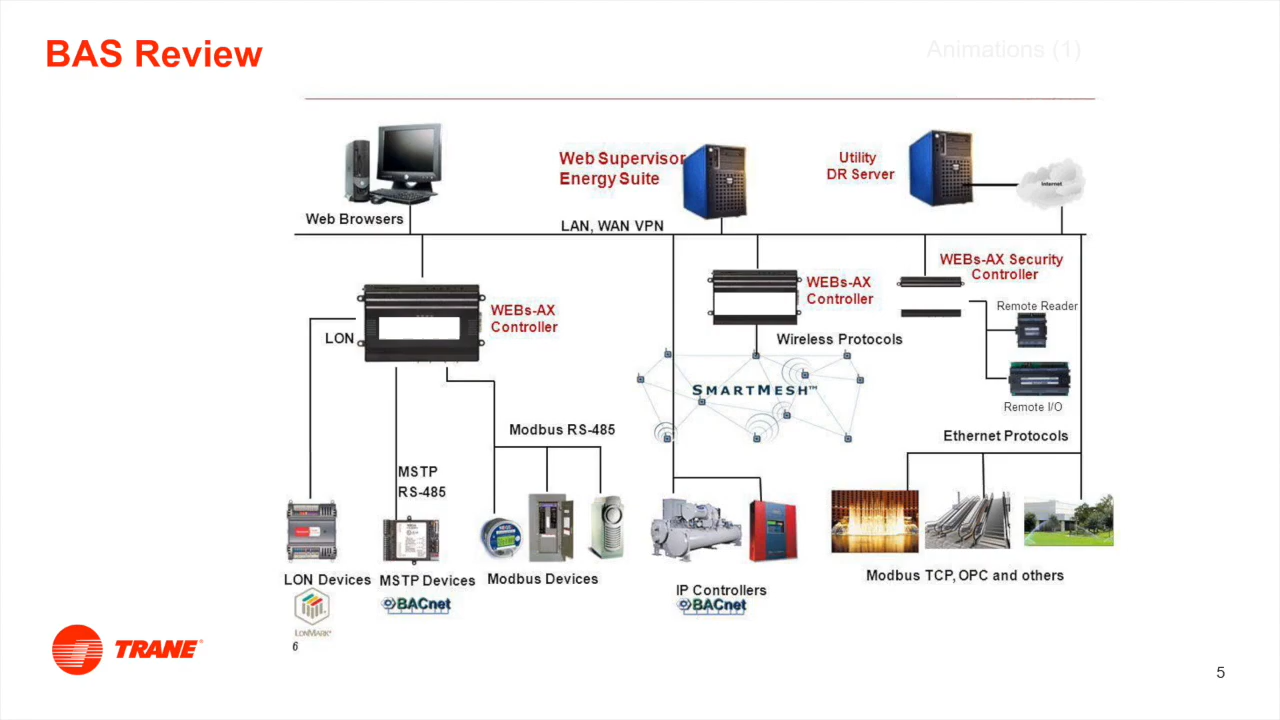 BAS Review
Animations (1)
Web Supervisor
Energy Suite
Utility
DR Server
Internet
Web Browsers
LAN, WAN VPN
WEBs-AX Security
Controller
WEBs-AX
Controller
WEBs-AX
Controller
Remote Reader
LON
Wireless Protocols
SMARTMESH™
Remote I/O
Modbus RS-485
Ethernet Protocols
MSTP
RS-485
LON Devices
MSTP Devices
Modbus Devices
IP Controllers
Modbus TCP, OPC and others
BACnet
BACnet
LONMARK®
6
TRANE®
5